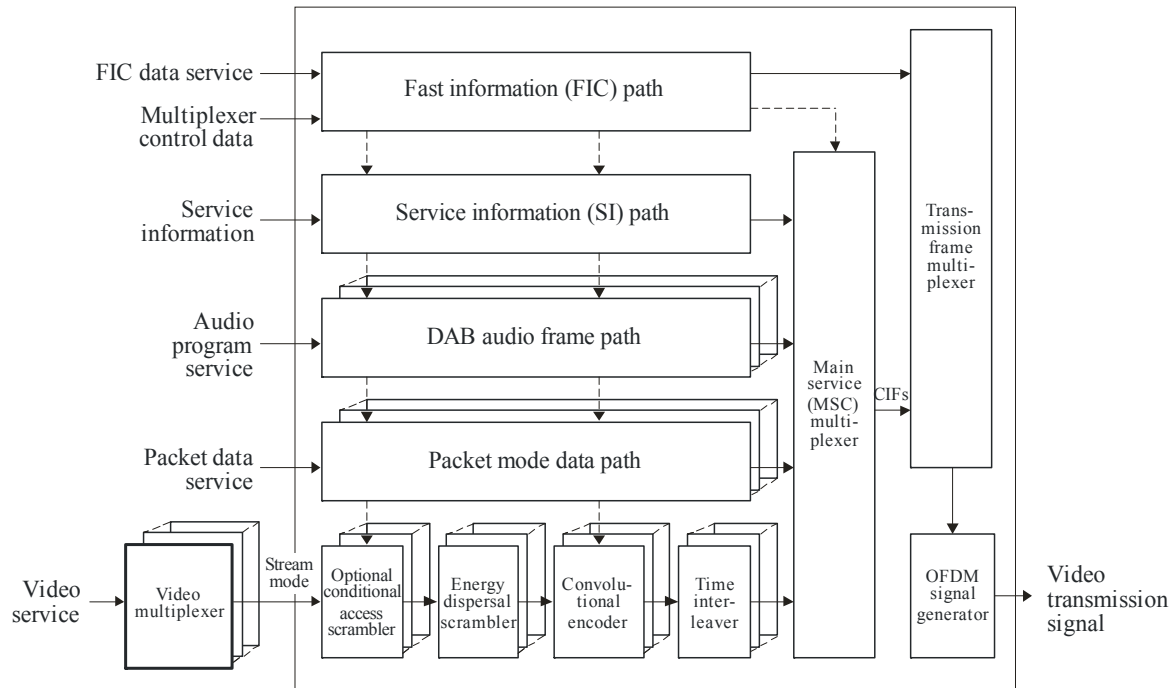 FIC data service
Multiplexer
control data
Fast information (FIC) path
Service
information
Service information (SI) path
Audio
program
service
DAB audio frame path
Packet data
service
Packet mode data path
Video
service
Video
multiplexer
Stream
mode
Optional
conditional
access
scrambler
Energy
dispersal
scrambler
Convolu-
tional
encoder
Time
inter-
leaver
Main
service
(MSC)
multi-
plexer
CIFs
Trans-
mission
frame
multi-
plexer
OFDM
signal
generator
Video
transmission
signal